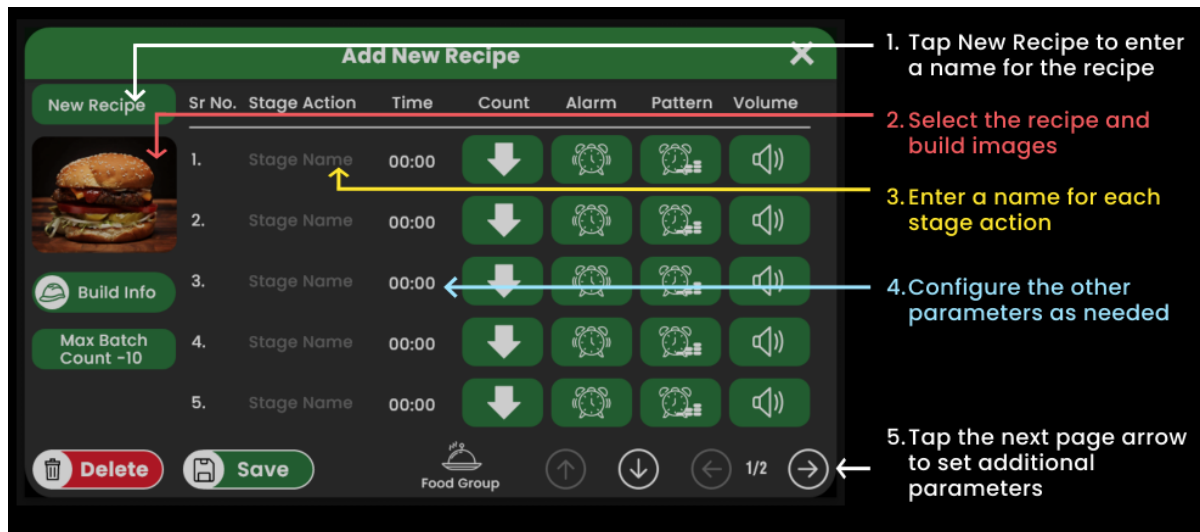 Add New Recipe
New Recipe
Sr No. Stage Action Time Count Alarm Pattern Volume
1. Stage Name 00:00
2. Stage Name 00:00
3. Stage Name 00:00
4. Stage Name 00:00
5. Stage Name 00:00
Build Info
Max Batch
Count -10
Delete
Save
Food Group
1/2
1. Tap New Recipe to enter
a name for the recipe
2. Select the recipe and
build images
3. Enter a name for each
stage action
4. Configure the other
parameters as needed
5. Tap the next page arrow
to set additional
parameters